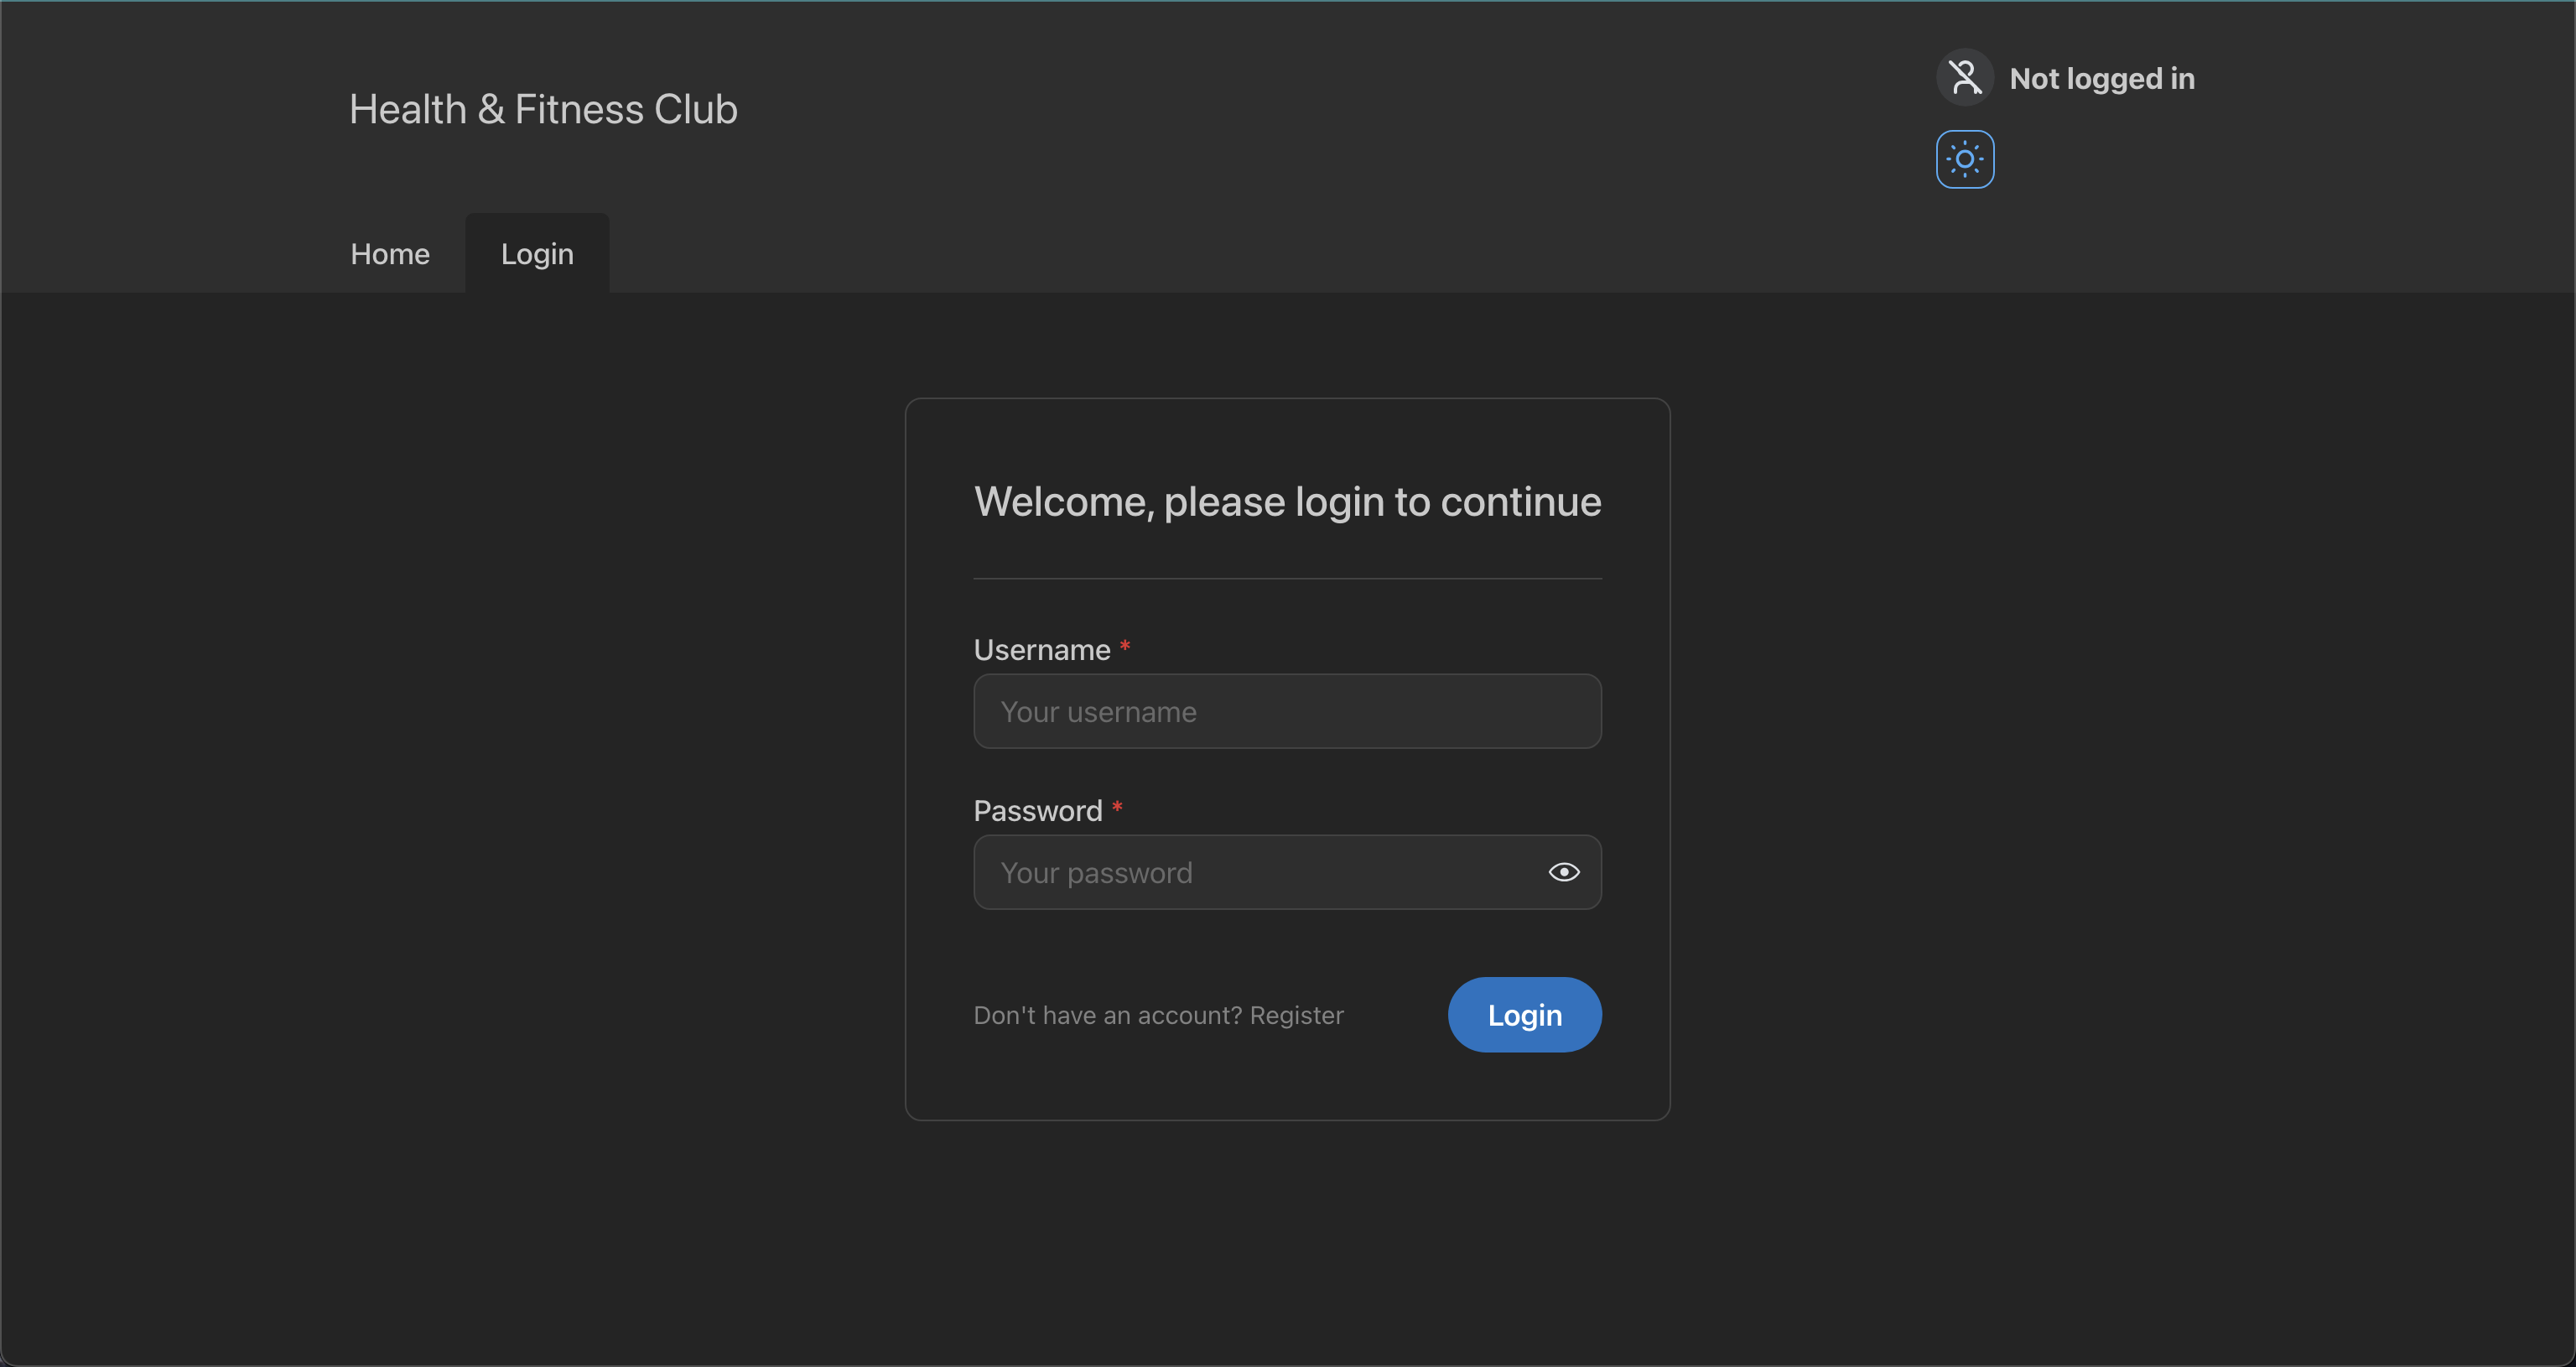 Health & Fitness Club
Not logged in
Home
Login
Welcome, please login to continue
Username *
Your username
Password *
Your password
Don't have an account? Register
Login